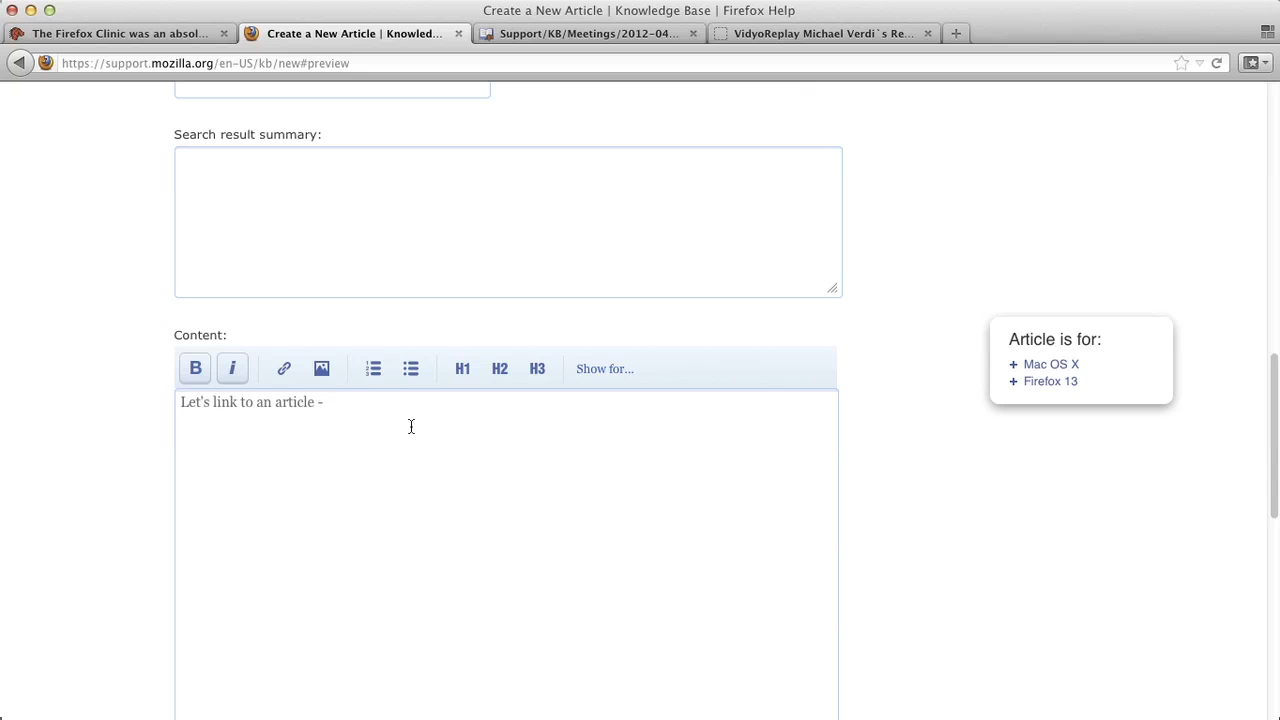 Create a New Article | Knowledge Base | Firefox Help
The Firefox Clinic was an absol...
Create a New Article | Knowled...
Support/KB/Meetings/2012-04...
VidyoReplay Michael Verdi`s Re...
https://support.mozilla.org/en-US/kb/new#preview
Search result summary:
Content:
B i H1 H2 H3 Show for...
Let's link to an article -
Article is for:
+ Mac OS X
+ Firefox 13